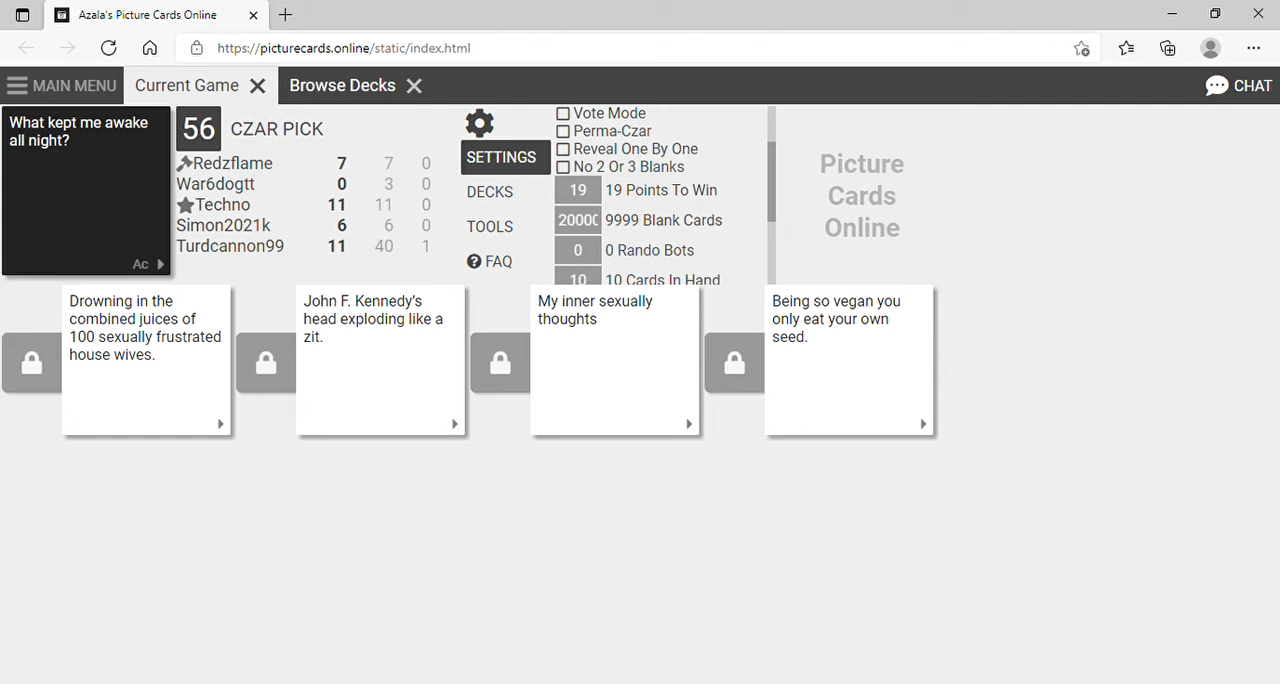 Azala's Picture Cards Online
https://picturecards.online/static/index.html
MAIN MENU
Current Game
Browse Decks
CHAT
What kept me awake
all night?
Ac
56 CZAR PICK
Redzflame 7 7 0
War6dogtt 0 3 0
Techno 11 11 0
Simon2021k 6 6 0
Turdcannon99 11 40 1
SETTINGS
DECKS
TOOLS
FAQ
Vote Mode
Perma-Czar
Reveal One By One
No 2 Or 3 Blanks
19 19 Points To Win
20000 9999 Blank Cards
0 0 Rando Bots
10 10 Cards In Hand
Picture
Cards
Online
Drowning in the
combined juices of
100 sexually frustrated
house wives.
John F. Kennedy's
head exploding like a
zit.
My inner sexually
thoughts
Being so vegan you
only eat your own
seed.